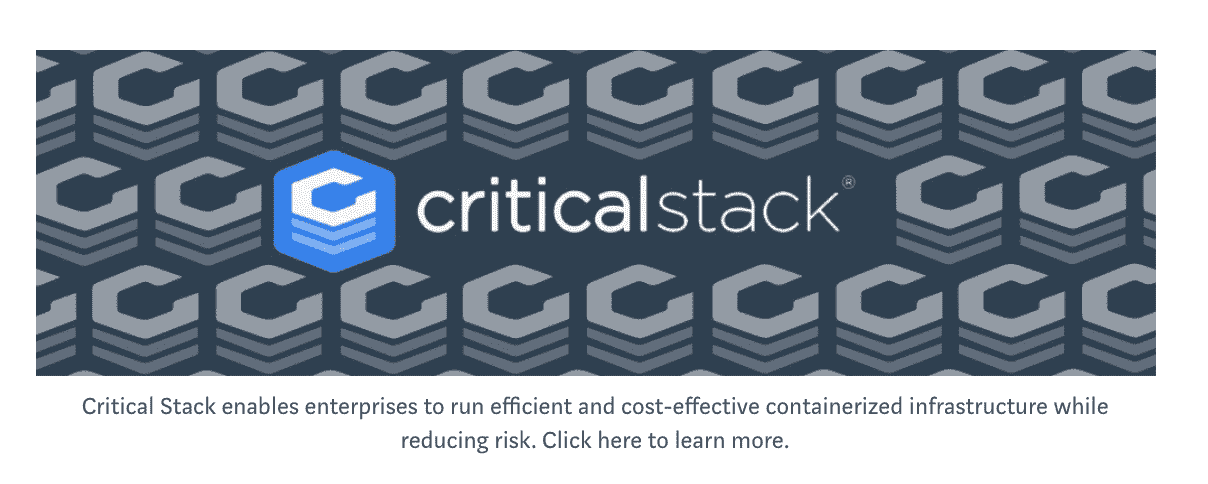 criticalstack®
Critical Stack enables enterprises to run efficient and cost-effective containerized infrastructure while
reducing risk. Click here to learn more.